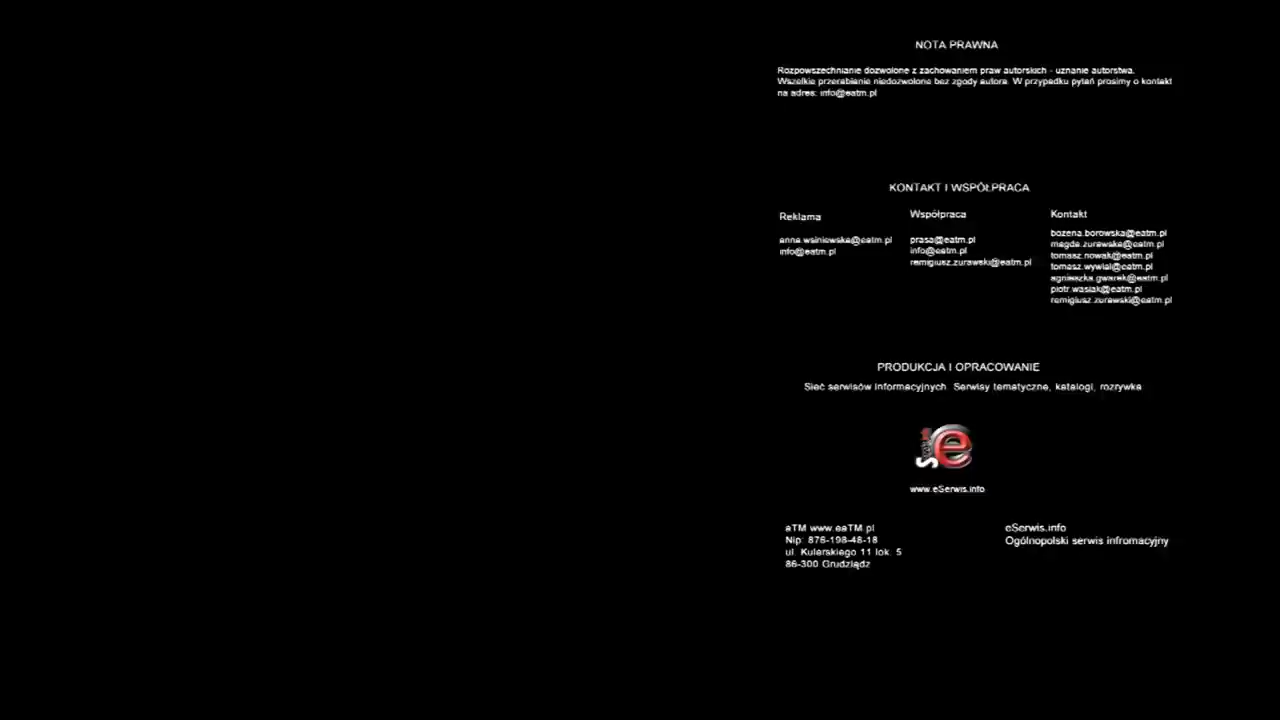 NOTA PRAWNA
Rozpowszechnianie dozwolone z zachowaniem praw autorskich - uznanie autorstwa.
Wszelkie przerabianie niedozwolone bez zgody autora. W przypadku pytań prosimy o kontakt
na adres: info@eatm.pl
KONTAKT I WSPÓŁPRACA
Reklama
anna.wsiniewska@eatm.pl
info@eatm.pl
Współpraca
prasa@eatm.pl
info@eatm.pl
remigiusz.zurawski@eatm.pl
Kontakt
bozena.borowska@eatm.pl
magda.zurawska@eatm.pl
tomasz.nowak@eatm.pl
tomasz.wywial@eatm.pl
agnieszka.gwarek@eatm.pl
piotr.wasiak@eatm.pl
remigiusz.zurawski@eatm.pl
PRODUKCJA I OPRACOWANIE
Sieć serwisów informacyjnych. Serwisy tematyczne, katalogi, rozrywka
e
www.eSerwis.info
aTM www.eaTM.pl
Nip: 876-198-48-18
ul. Kulerskiego 11 lok. 5
86-300 Grudziądz
eSerwis.info
Ogólnopolski serwis infromacyjny